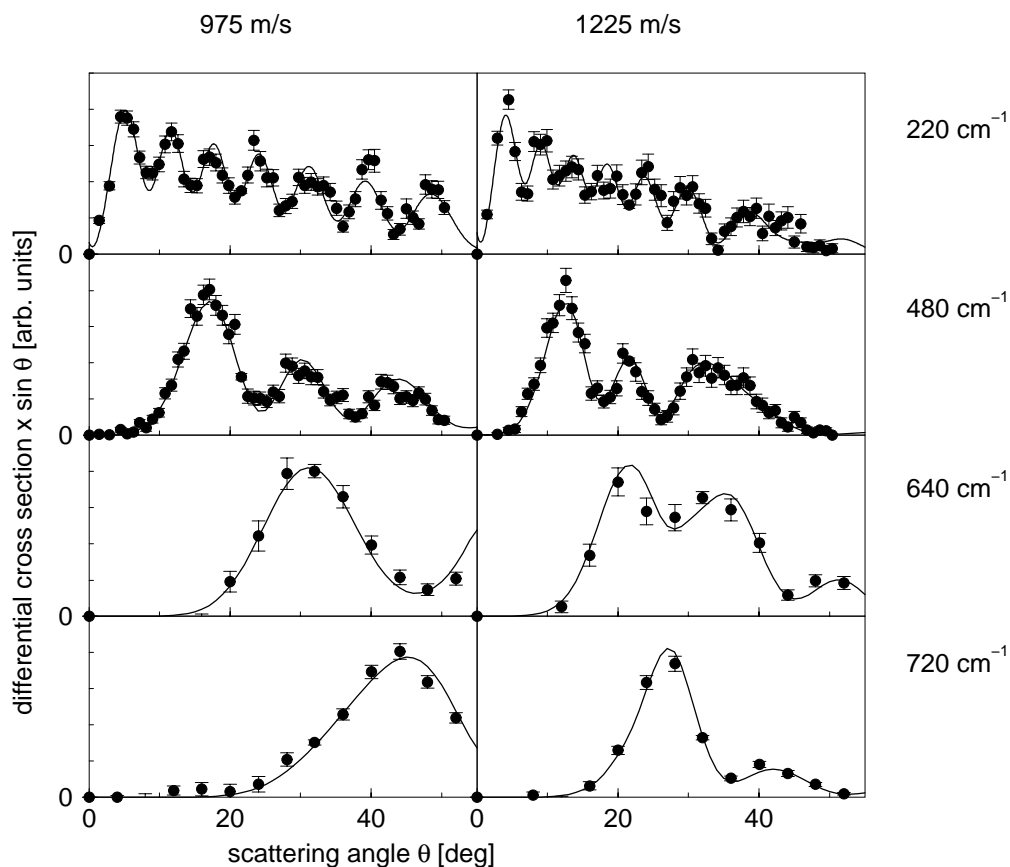 975 m/s 1225 m/s
220 cm⁻¹
0
480 cm⁻¹
0
640 cm⁻¹
0
720 cm⁻¹
0
0 20 40 0 20 40
scattering angle θ [deg]
differential cross section x sin θ [arb. units]